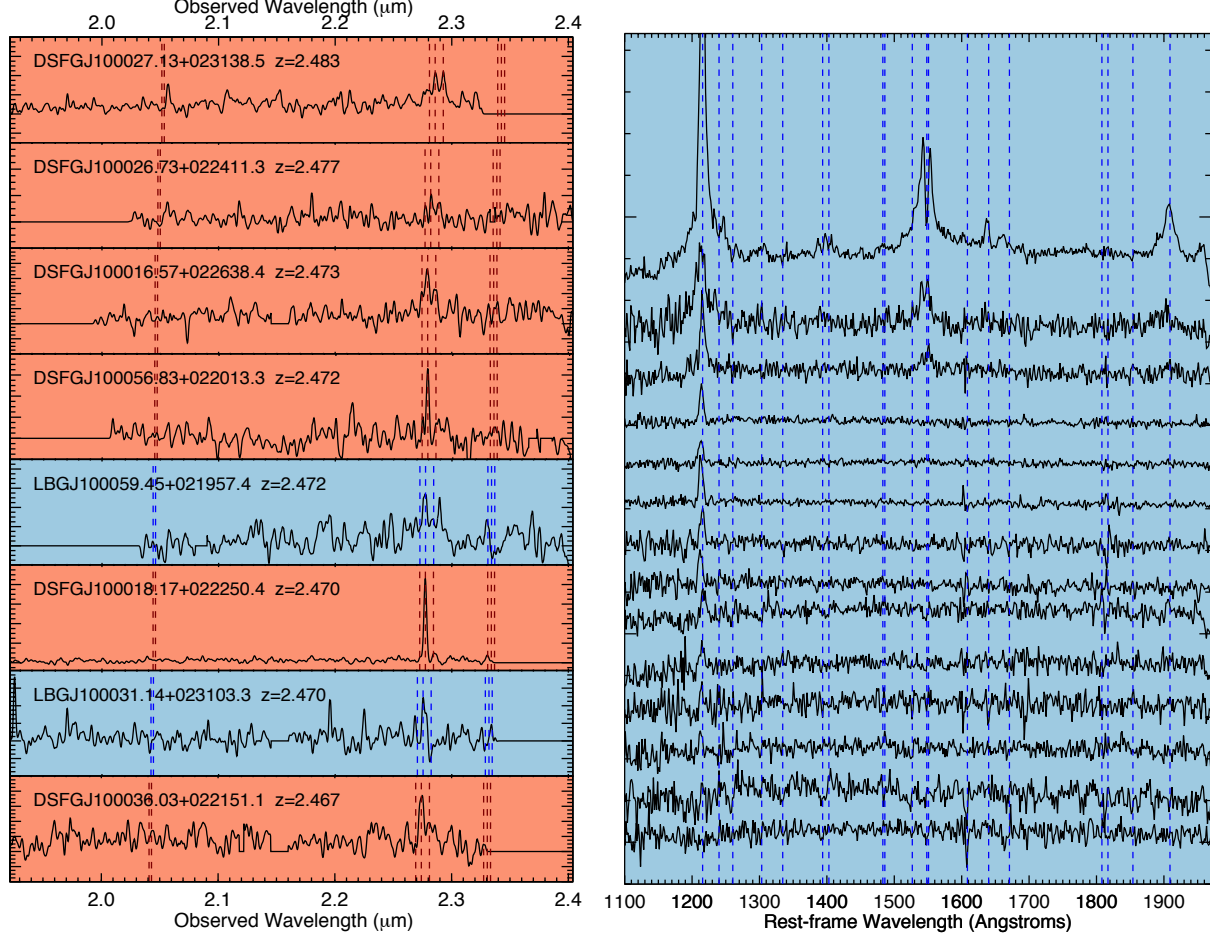 Observed Wavelength (μm)
2.0 2.1 2.2 2.3 2.4
DSFGJ100027.13+023138.5 z=2.483
DSFGJ100026.73+022411.3 z=2.477
DSFGJ100016.57+022638.4 z=2.473
DSFGJ100056.83+022013.3 z=2.472
LBGJ100059.45+021957.4 z=2.472
DSFGJ100018.17+022250.4 z=2.470
LBGJ100031.14+023103.3 z=2.470
DSFGJ100036.03+022151.1 z=2.467
2.0 2.1 2.2 2.3 2.4
Observed Wavelength (μm)
1100 1200 1300 1400 1500 1600 1700 1800 1900
Rest-frame Wavelength (Angstroms)